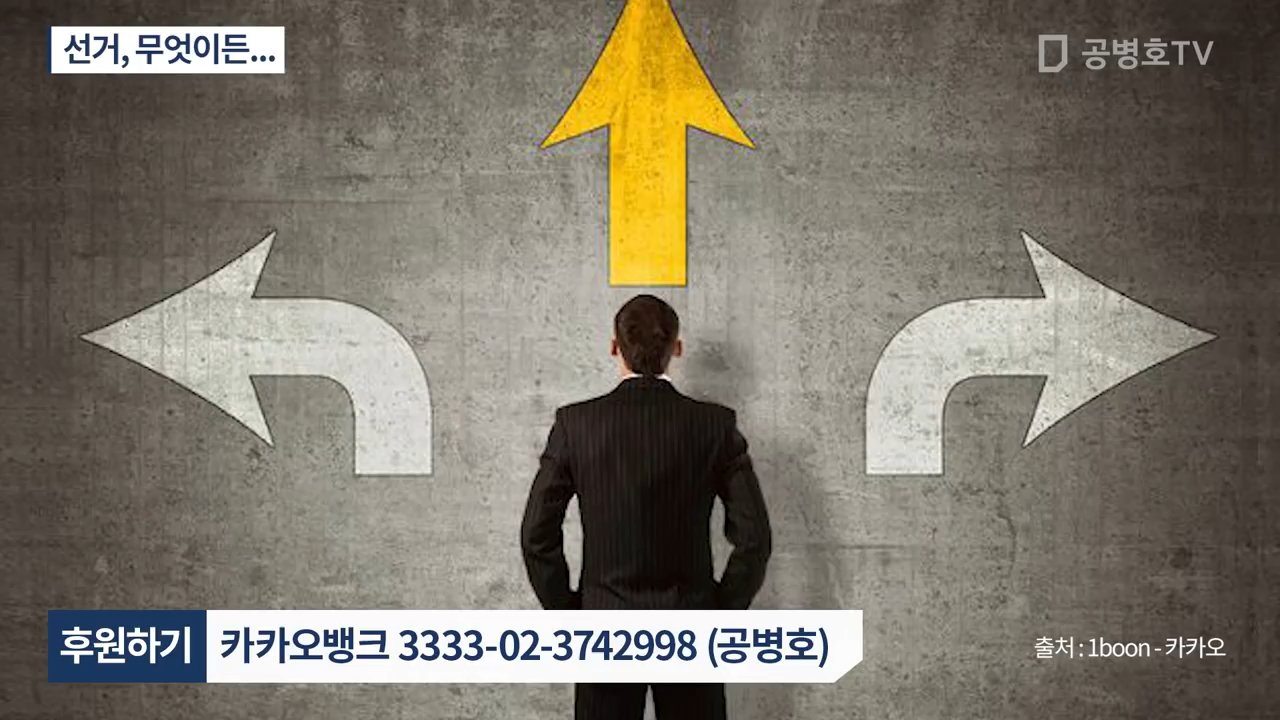 선거, 무엇이든...
공병호TV
후원하기 카카오뱅크 3333-02-3742998 (공병호)
출처 : 1boon - 카카오